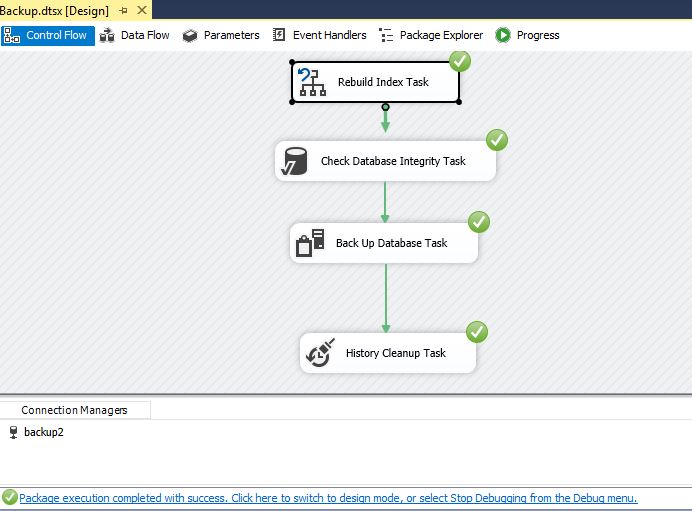 Backup.dtsx [Design]
Control Flow Data Flow Parameters Event Handlers Package Explorer Progress
Rebuild Index Task
Check Database Integrity Task
Back Up Database Task
History Cleanup Task
Connection Managers
backup2
Package execution completed with success. Click here to switch to design mode, or select Stop Debugging from the Debug menu.